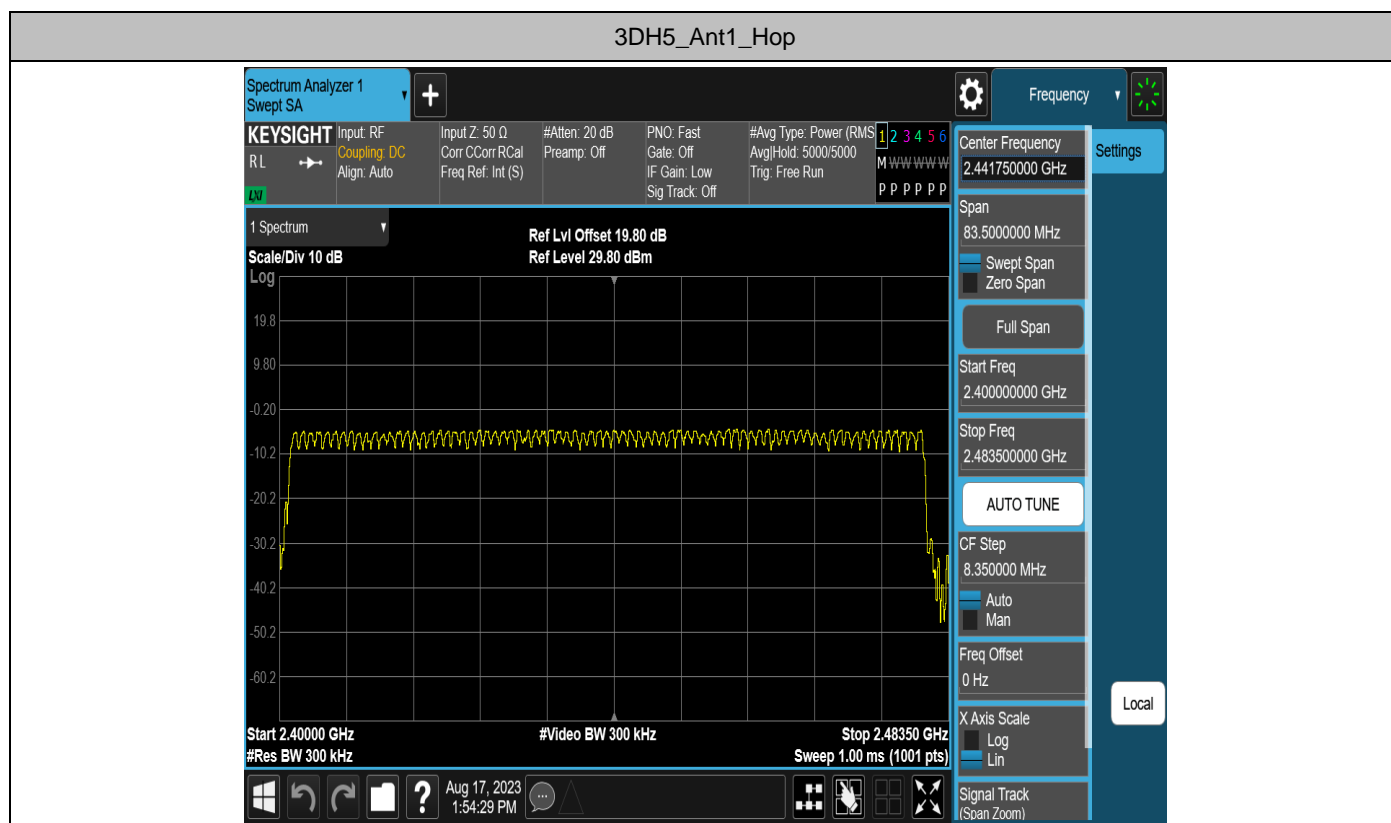 3DH5_Ant1_Hop
Spectrum Analyzer 1
Swept SA
Frequency
KEYSIGHT
R L
LXI
Input: RF
Coupling: DC
Align: Auto
Input Z: 50 Ω
Corr CCorr RCal
Freq Ref: Int (S)
#Atten: 20 dB
Preamp: Off
PNO: Fast
Gate: Off
IF Gain: Low
Sig Track: Off
#Avg Type: Power (RMS
Avg|Hold: 5000/5000
Trig: Free Run
1 2 3 4 5 6
M W W W W W
P P P P P P
1 Spectrum
Scale/Div 10 dB
Log
Ref Lvl Offset 19.80 dB
Ref Level 29.80 dBm
19.8
9.80
-0.20
-10.2
-20.2
-30.2
-40.2
-50.2
-60.2
Start 2.40000 GHz
#Res BW 300 kHz
#Video BW 300 kHz
Stop 2.48350 GHz
Sweep 1.00 ms (1001 pts)
Center Frequency
2.441750000 GHz
Span
83.5000000 MHz
Swept Span
Zero Span
Full Span
Start Freq
2.400000000 GHz
Stop Freq
2.483500000 GHz
AUTO TUNE
CF Step
8.350000 MHz
Auto
Man
Freq Offset
0 Hz
X Axis Scale
Log
Lin
Signal Track
(Span Zoom)
Settings
Local
?
Aug 17, 2023
1:54:29 PM